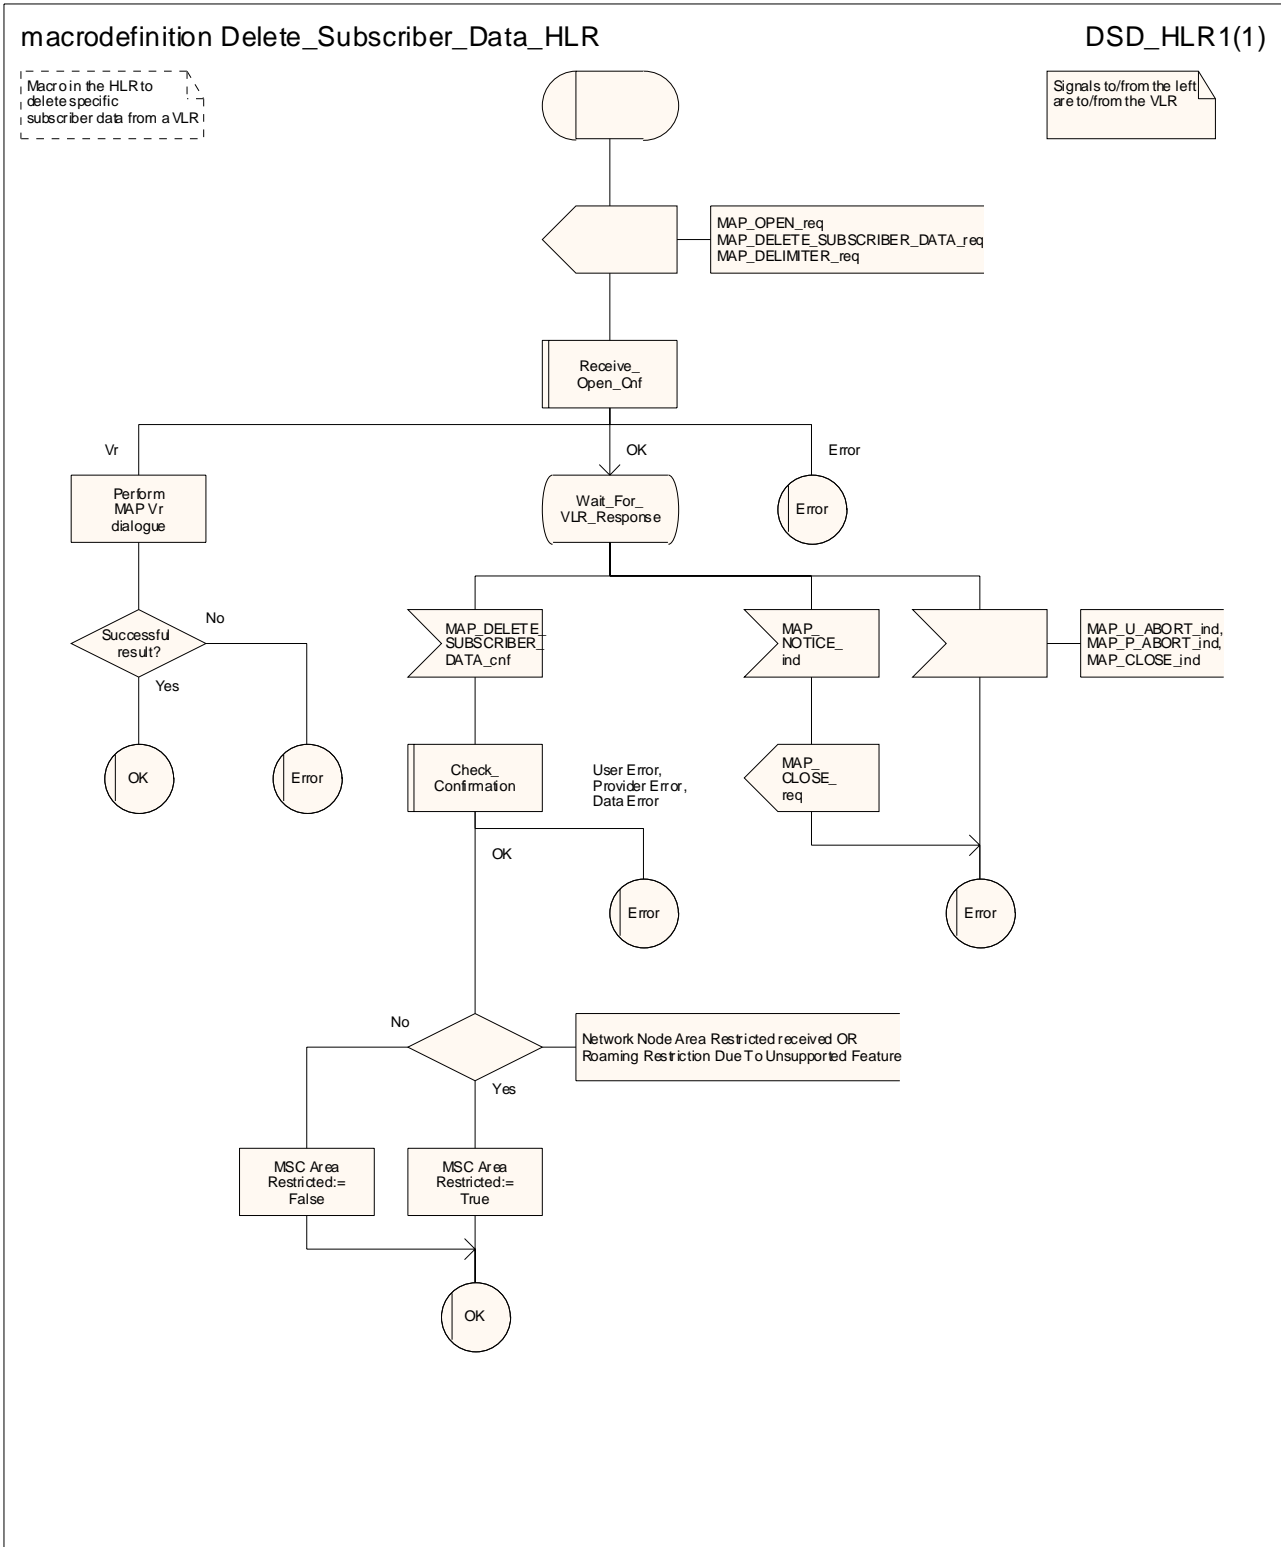 macrodefinition Delete_Subscriber_Data_HLR
DSD_HLR1(1)
Macro in the HLR to
delete specific
subscriber data from a VLR
Signals to/from the left
are to/from the VLR
MAP_OPEN_req
MAP_DELETE_SUBSCRIBER_DATA_req
MAP_DELIMITER_req
Receive_
Open_Cnf
Vr
OK
Error
Perform
MAP Vr
dialogue
Wait_For_
VLR_Response
Error
Successful
result?
No
Yes
MAP_DELETE_
SUBSCRIBER_
DATA_cnf
MAP_
NOTICE_
ind
MAP_U_ABORT_ind,
MAP_P_ABORT_ind,
MAP_CLOSE_ind
OK
Error
Check_
Confirmation
User Error,
Provider Error,
Data Error
MAP_
CLOSE_
req
OK
Error
Error
No
Network Node Area Restricted received OR
Roaming Restriction Due To Unsupported Feature
Yes
MSC Area
Restricted:=
False
MSC Area
Restricted:=
True
OK